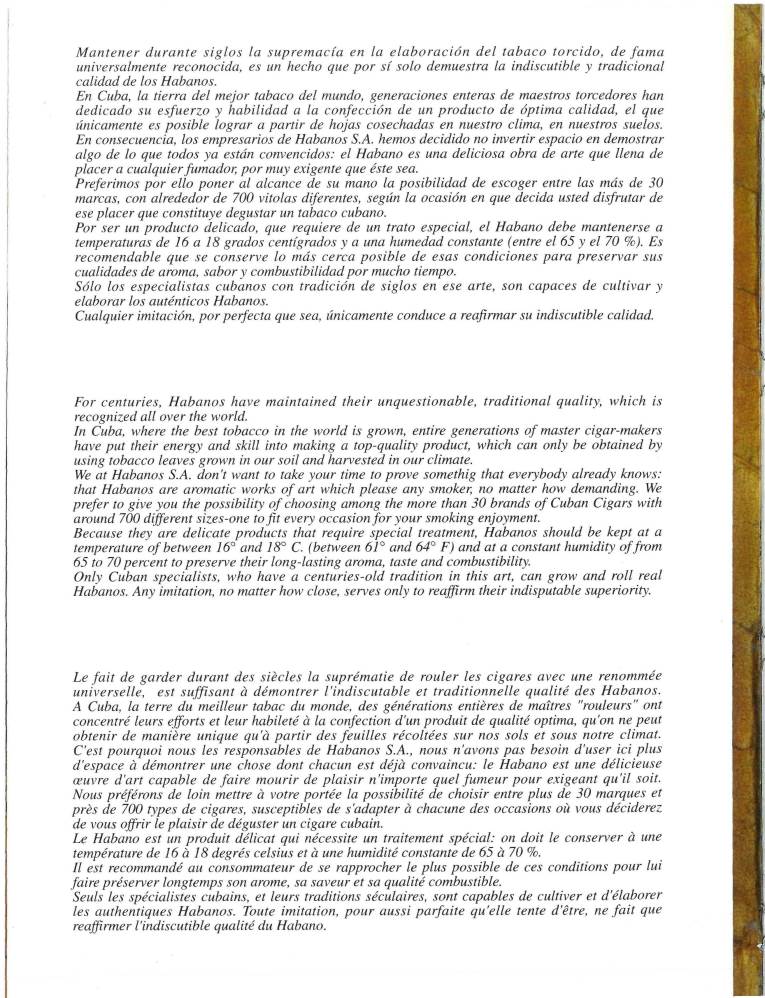 Mantener durante siglos la supremacía en la elaboración del tabaco torcido, de fama
universalmente reconocida, es un hecho que por sí solo demuestra la indiscutible y tradicional
calidad de los Habanos.
En Cuba, la tierra del mejor tabaco del mundo, generaciones enteras de maestros torcedores han
dedicado su esfuerzo y habilidad a la confección de un producto de óptima calidad, el que
únicamente es posible lograr a partir de hojas cosechadas en nuestro clima, en nuestros suelos.
En consecuencia, los empresarios de Habanos S.A. hemos decidido no invertir espacio en demostrar
algo de lo que todos ya están convencidos: el Habano es una deliciosa obra de arte que llena de
placer a cualquier fumador, por muy exigente que éste sea.
Preferimos por ello poner al alcance de su mano la posibilidad de escoger entre las más de 30
marcas, con alrededor de 700 vitolas diferentes, según la ocasión en que decida usted disfrutar de
ese placer que constituye degustar un tabaco cubano.
Por ser un producto delicado, que requiere de un trato especial, el Habano debe mantenerse a
temperaturas de 16 a 18 grados centígrados y a una humedad constante (entre el 65 y el 70 %). Es
recomendable que se conserve lo más cerca posible de esas condiciones para preservar sus
cualidades de aroma, sabor y combustibilidad por mucho tiempo.
Sólo los especialistas cubanos con tradición de siglos en ese arte, son capaces de cultivar y
elaborar los auténticos Habanos.
Cualquier imitación, por perfecta que sea, únicamente conduce a reafirmar su indiscutible calidad.
For centuries, Habanos have maintained their unquestionable, traditional quality, which is
recognized all over the world.
In Cuba, where the best tobacco in the world is grown, entire generations of master cigar-makers
have put their energy and skill into making a top-quality product, which can only be obtained by
using tobacco leaves grown in our soil and harvested in our climate.
We at Habanos S.A. don't want to take your time to prove somethig that everybody already knows:
that Habanos are aromatic works of art which please any smoker, no matter how demanding. We
prefer to give you the possibility of choosing among the more than 30 brands of Cuban Cigars with
around 700 different sizes-one to fit every occasion for your smoking enjoyment.
Because they are delicate products that require special treatment, Habanos should be kept at a
temperature of between 16° and 18° C. (between 61° and 64° F) and at a constant humidity of from
65 to 70 percent to preserve their long-lasting aroma, taste and combustibility.
Only Cuban specialists, who have a centuries-old tradition in this art, can grow and roll real
Habanos. Any imitation, no matter how close, serves only to reaffirm their indisputable superiority.
Le fait de garder durant des siècles la suprématie de rouler les cigares avec une renommée
universelle, est suffisant à démontrer l'indiscutable et traditionnelle qualité des Habanos.
A Cuba, la terre du meilleur tabac du monde, des générations entières de maîtres "rouleurs" ont
concentré leurs efforts et leur habileté à la confection d'un produit de qualité optima, qu'on ne peut
obtenir de manière unique qu'à partir des feuilles récoltées sur nos sols et sous notre climat.
C'est pourquoi nous les responsables de Habanos S.A., nous n'avons pas besoin d'user ici plus
d'espace à démontrer une chose dont chacun est déjà convaincu: le Habano est une délicieuse
œuvre d'art capable de faire mourir de plaisir n'importe quel fumeur pour exigeant qu'il soit.
Nous préférons de loin mettre à votre portée la possibilité de choisir entre plus de 30 marques et
près de 700 types de cigares, susceptibles de s'adapter à chacune des occasions où vous déciderez
de vous offrir le plaisir de déguster un cigare cubain.
Le Habano est un produit délicat qui nécessite un traitement spécial: on doit le conserver à une
température de 16 à 18 degrés celsius et à une humidité constante de 65 à 70 %.
Il est recommandé au consommateur de se rapprocher le plus possible de ces conditions pour lui
faire préserver longtemps son arome, sa saveur et sa qualité combustible.
Seuls les spécialistes cubains, et leurs traditions séculaires, sont capables de cultiver et d'élaborer
les authentiques Habanos. Toute imitation, pour aussi parfaite qu'elle tente d'être, ne fait que
reaffirmer l'indiscutible qualité du Habano.